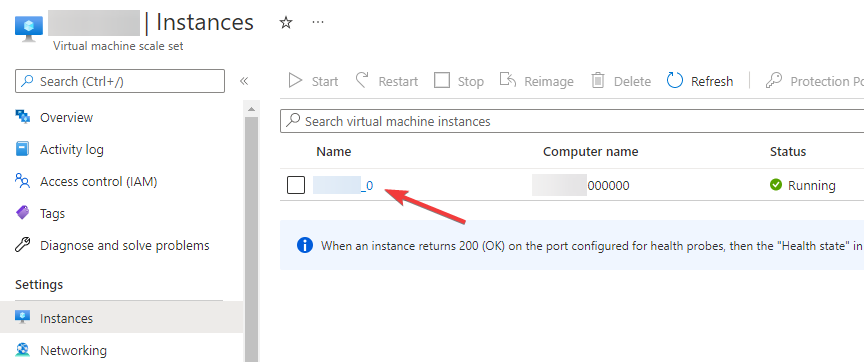 | Instances
Virtual machine scale set
Search (Ctrl+/)
Overview
Activity log
Access control (IAM)
Tags
Diagnose and solve problems
Settings
Instances
Networking
Start Restart Stop Reimage Delete Refresh Protection Po
Search virtual machine instances
Name Computer name Status
_0 000000 Running
When an instance returns 200 (OK) on the port configured for health probes, then the "Health state" in